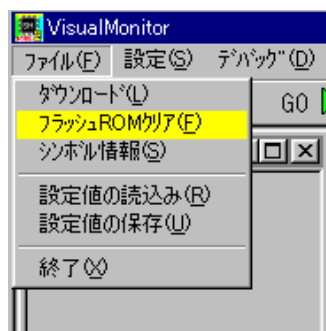 VisualMonitor
ﾌｧｲﾙ(F) 設定(S) ﾃﾞﾊﾞｯｸﾞ(D)
ﾀﾞｳﾝﾛｰﾄﾞ(L)
GO
ﾌﾗｯｼｭROMｸﾘｱ(F)
ｼﾝﾎﾞﾙ情報(S)
設定値の読込み(R)
設定値の保存(U)
終了(X)